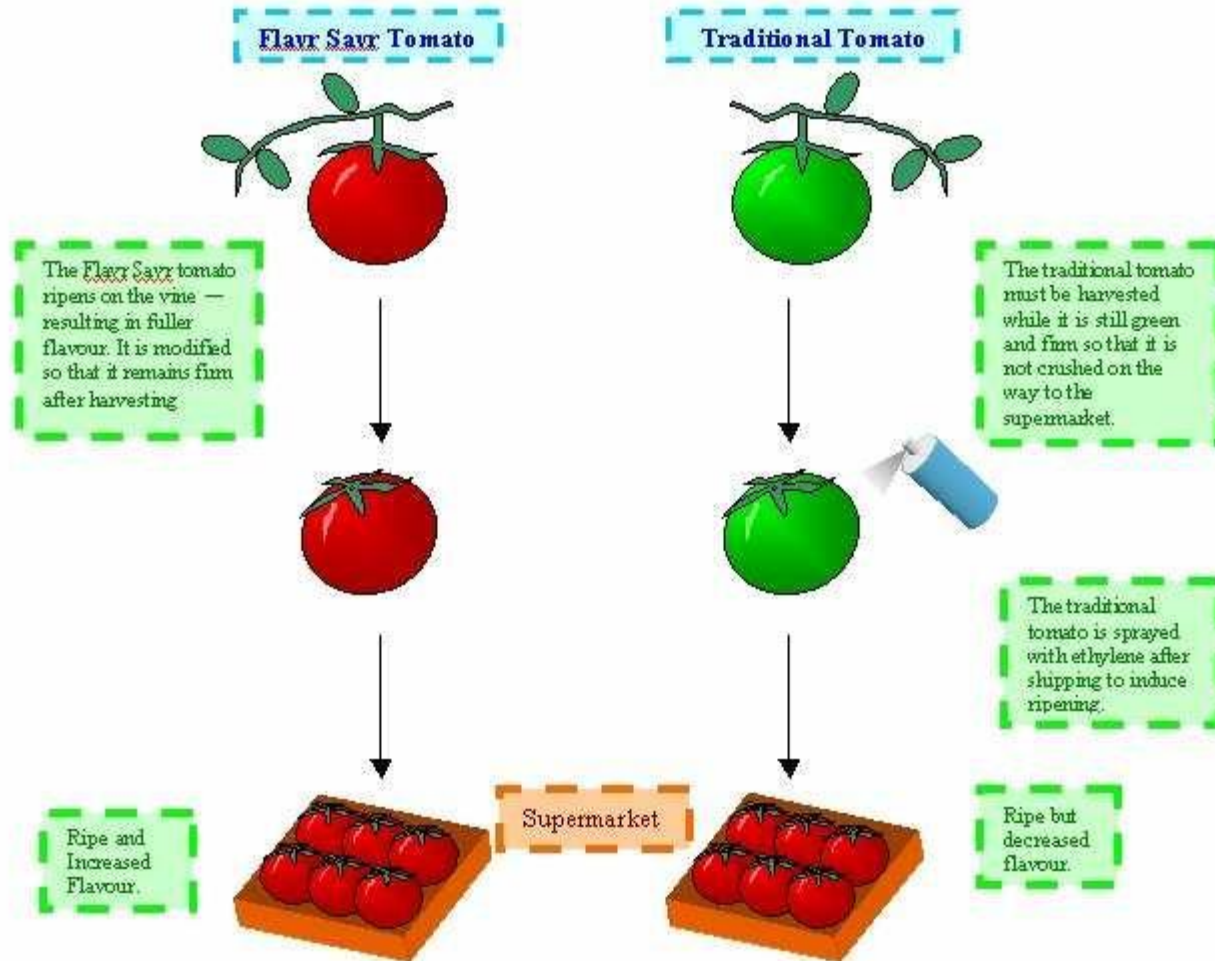 Flavr Savr Tomato
Traditional Tomato
The Flavr Savr tomato
ripens on the vine —
resulting in fuller
flavour. It is modified
so that it remains firm
after harvesting
The traditional tomato
must be harvested
while it is still green
and firm so that it is
not crushed on the
way to the
supermarket.
The traditional
tomato is sprayed
with ethylene after
shipping to induce
ripening.
Ripe and
Increased
Flavour.
Supermarket
Ripe but
decreased
flavour.